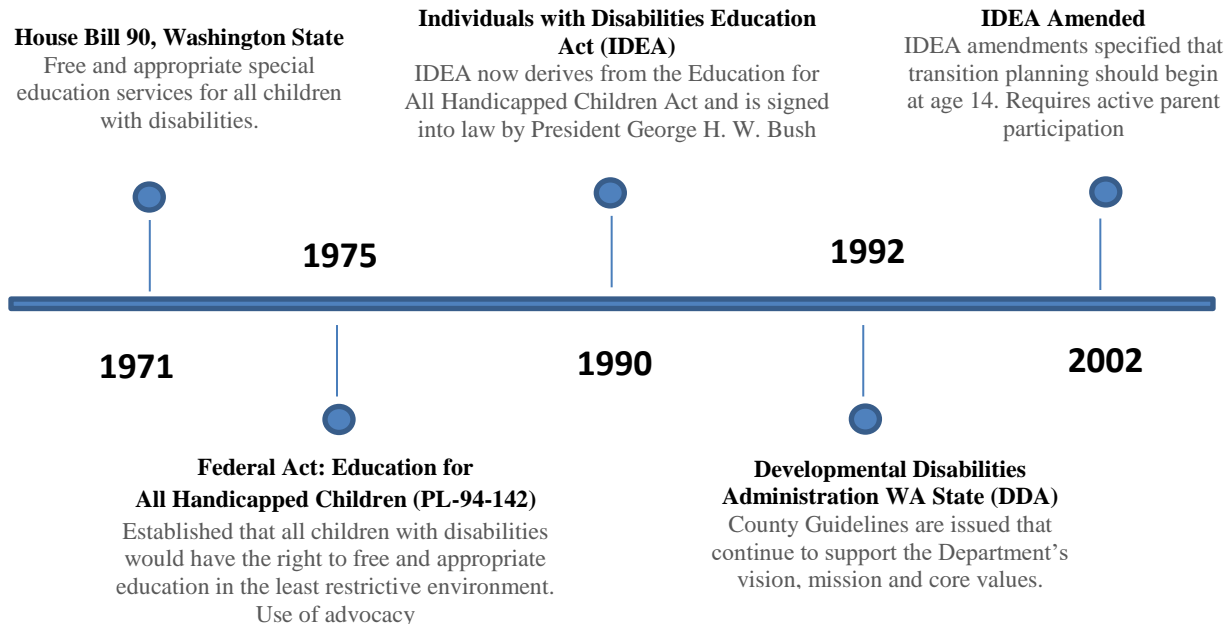 House Bill 90, Washington State
Free and appropriate special
education services for all children
with disabilities.
Individuals with Disabilities Education
Act (IDEA)
IDEA now derives from the Education for
All Handicapped Children Act and is signed
into law by President George H. W. Bush
IDEA Amended
IDEA amendments specified that
transition planning should begin
at age 14. Requires active parent
participation
1975
1992
1971
1990
2002
Federal Act: Education for
All Handicapped Children (PL-94-142)
Established that all children with disabilities
would have the right to free and appropriate
education in the least restrictive environment.
Use of advocacy
Developmental Disabilities
Administration WA State (DDA)
County Guidelines are issued that
continue to support the Department’s
vision, mission and core values.